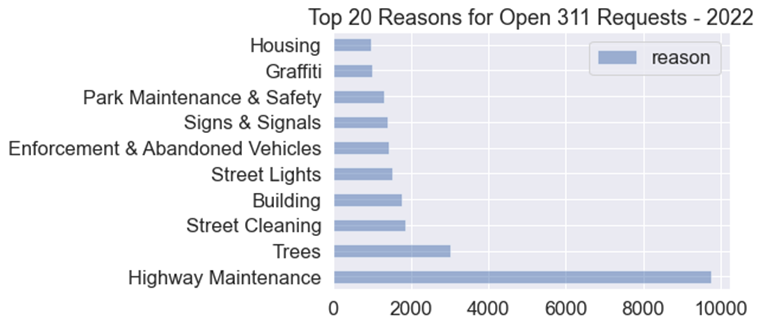 Top 20 Reasons for Open 311 Requests - 2022
reason
Housing
Graffiti
Park Maintenance & Safety
Signs & Signals
Enforcement & Abandoned Vehicles
Street Lights
Building
Street Cleaning
Trees
Highway Maintenance
0 2000 4000 6000 8000 10000